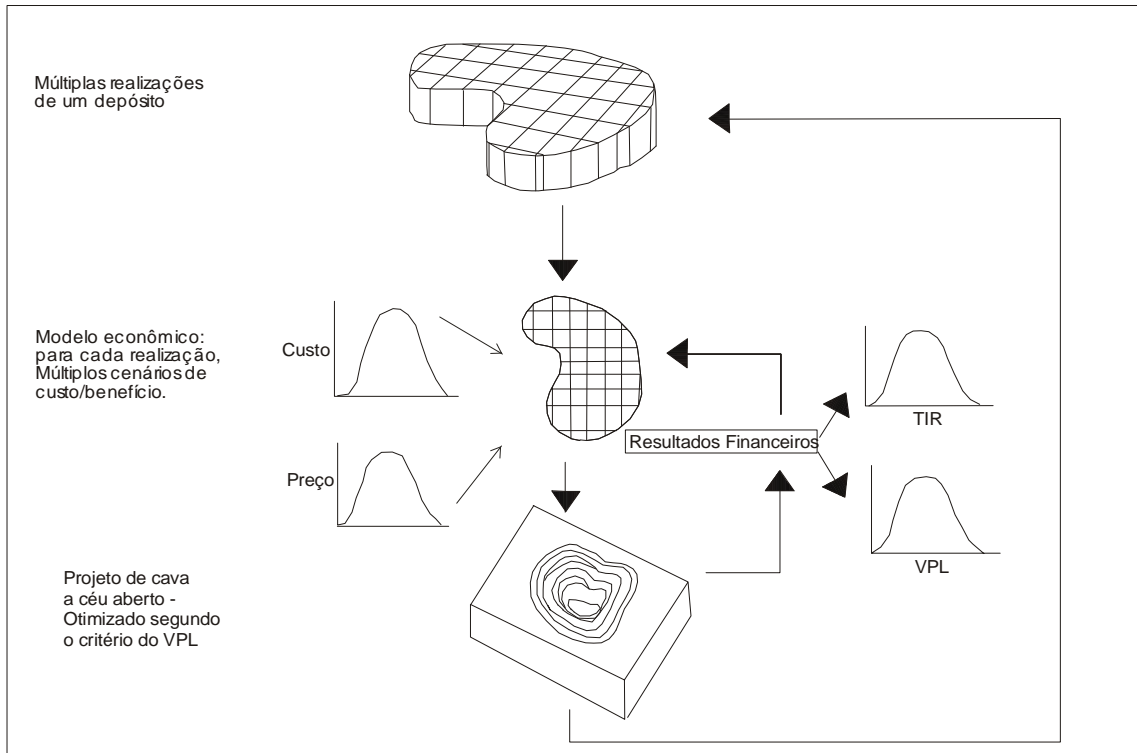 Múltiplas realizações
de um depósito
Modelo econômico:
para cada realização,
Múltiplos cenários de
custo/benefício.
Custo
Preço
Resultados Financeiros
TIR
VPL
Projeto de cava
a céu aberto -
Otimizado segundo
o critério do VPL